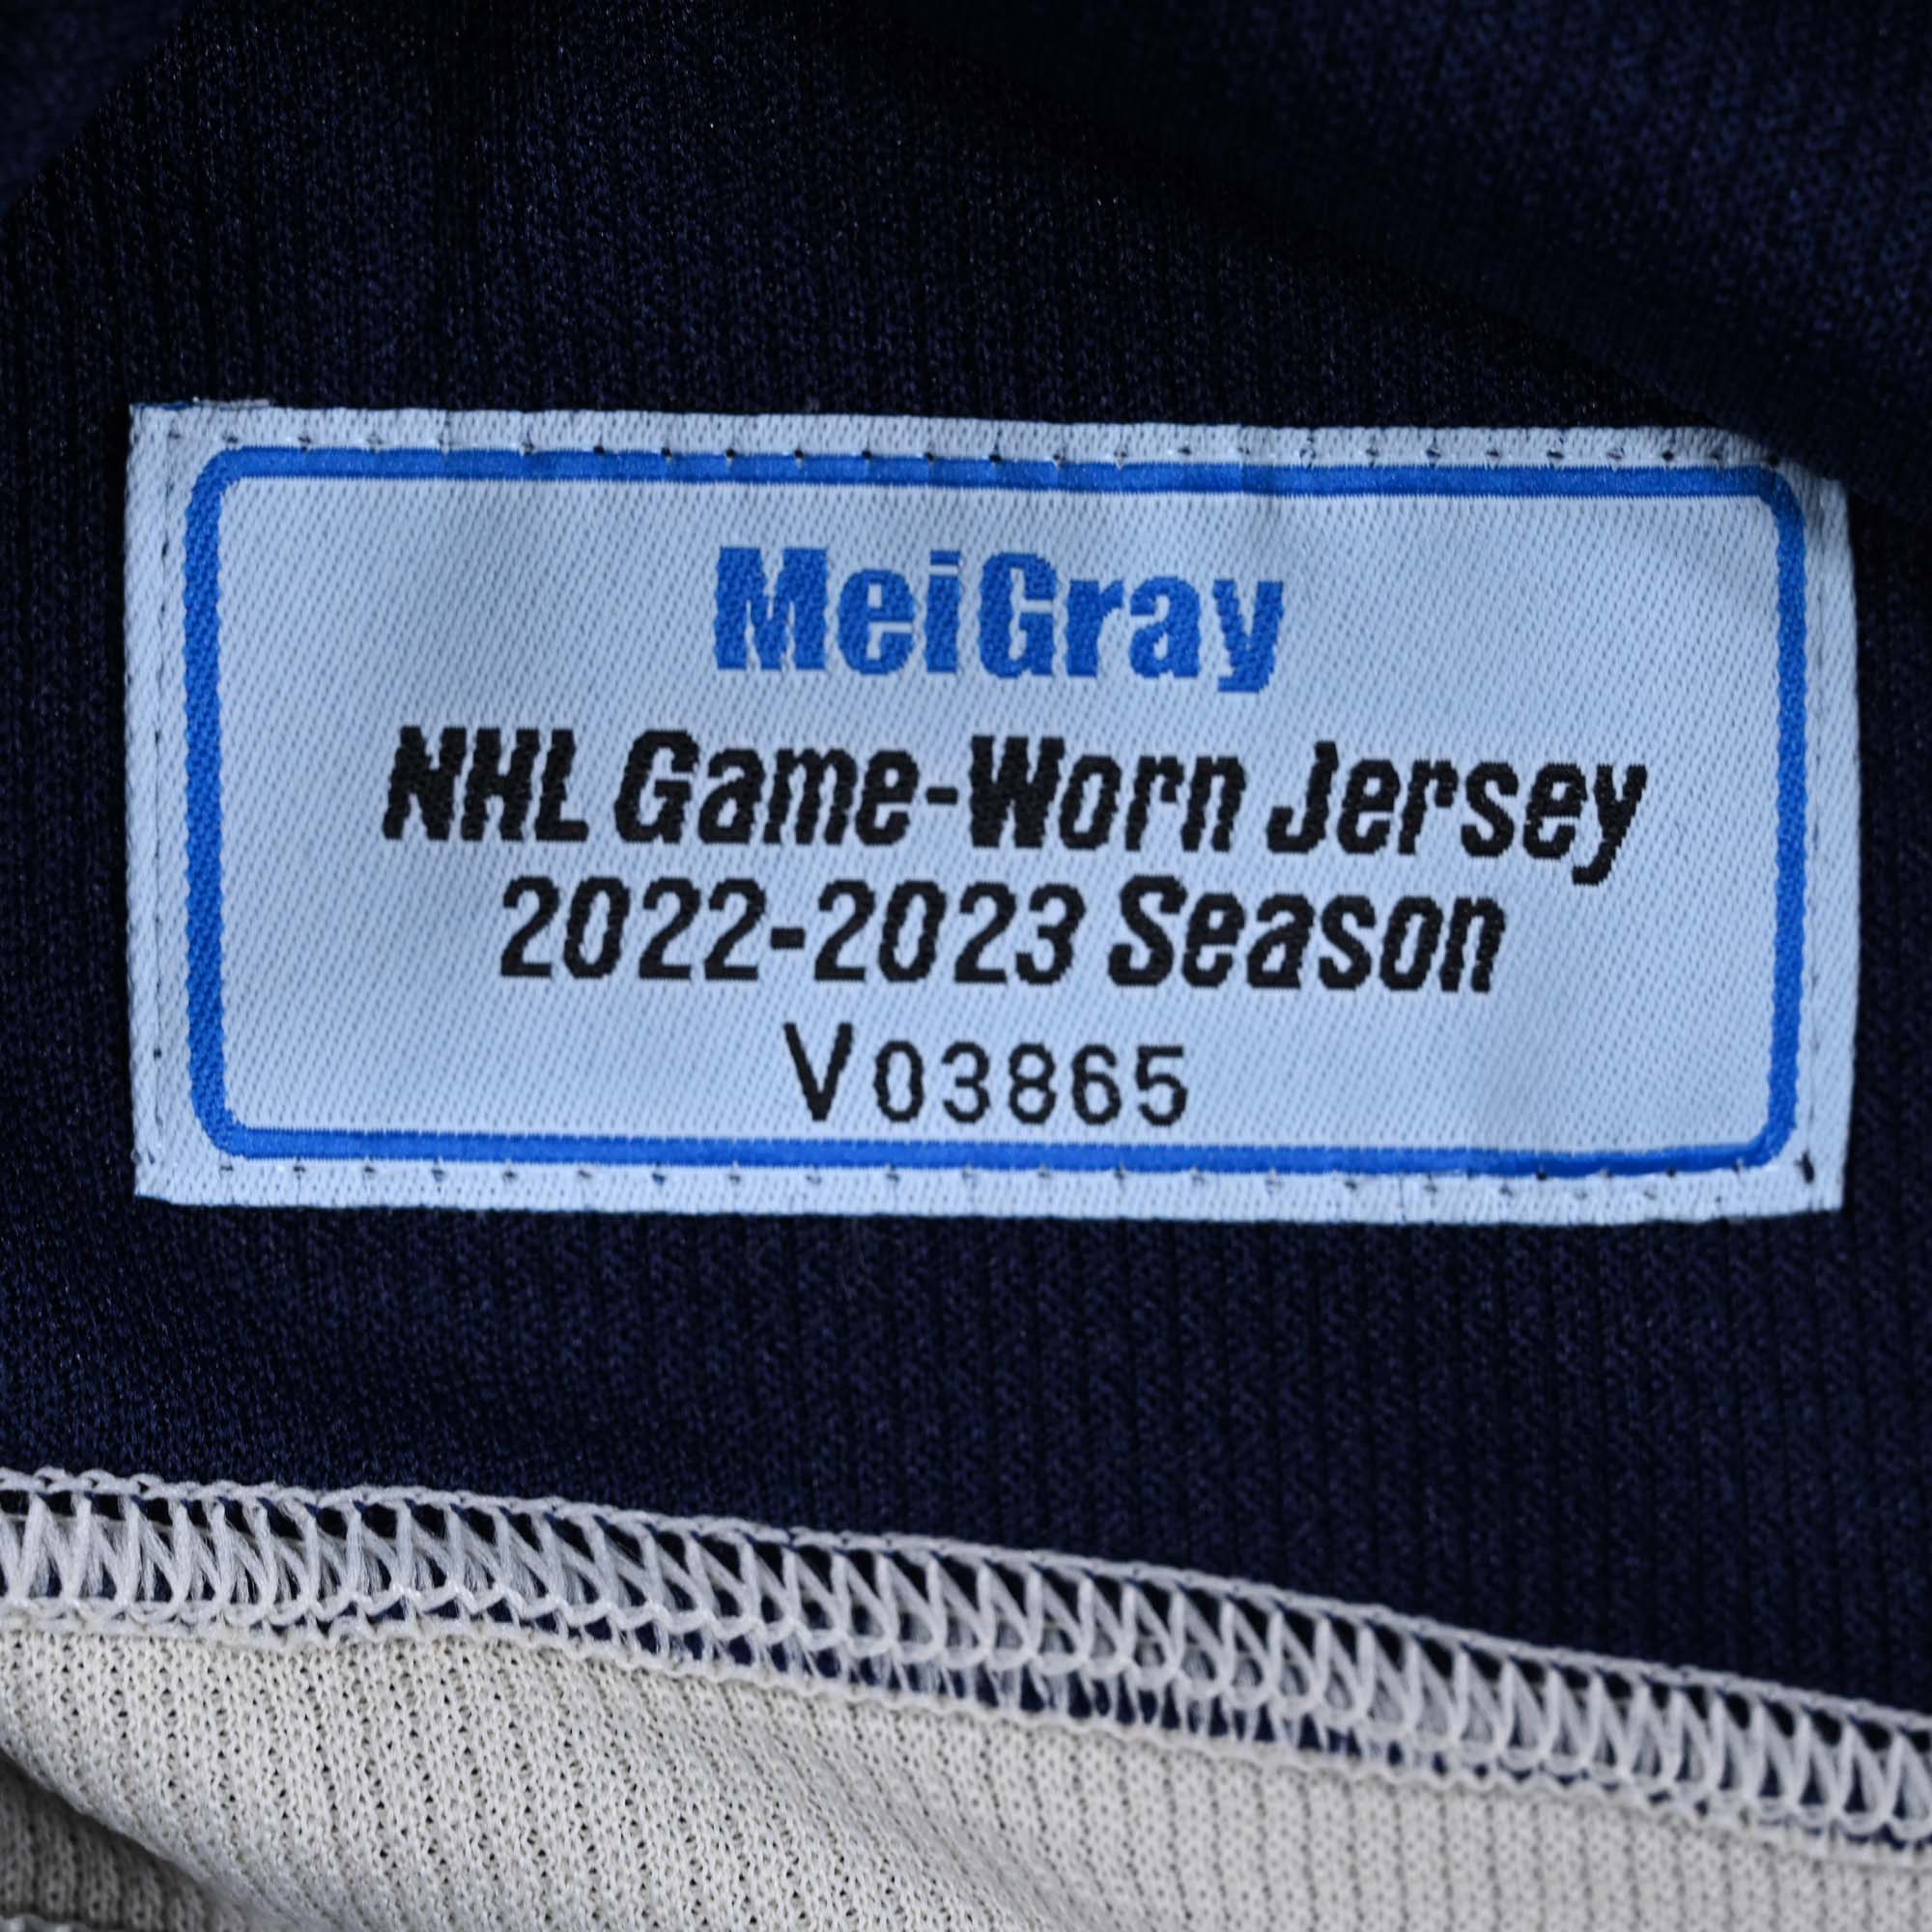 MeiGray
NHL Game-Worn Jersey
2022-2023 Season
V03865